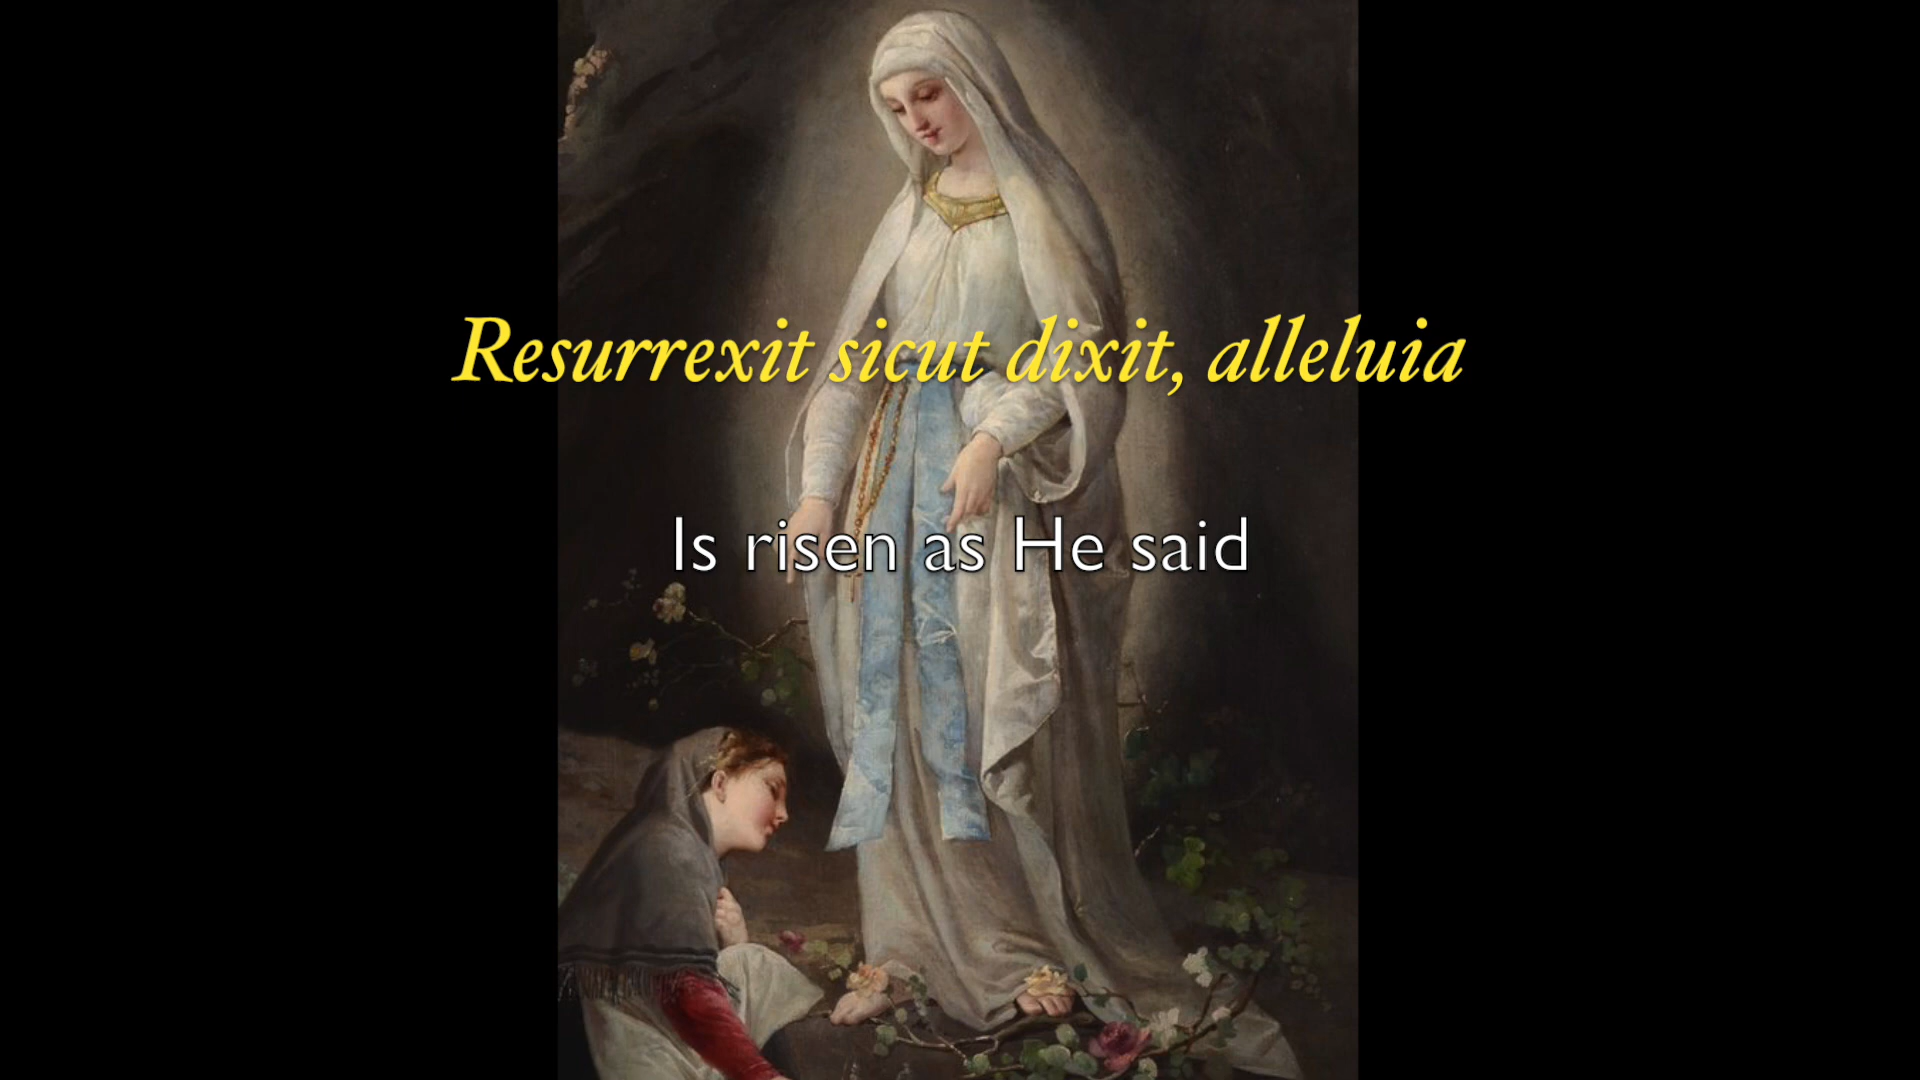 Resurrexit sicut dixit, alleluia
Is risen as He said